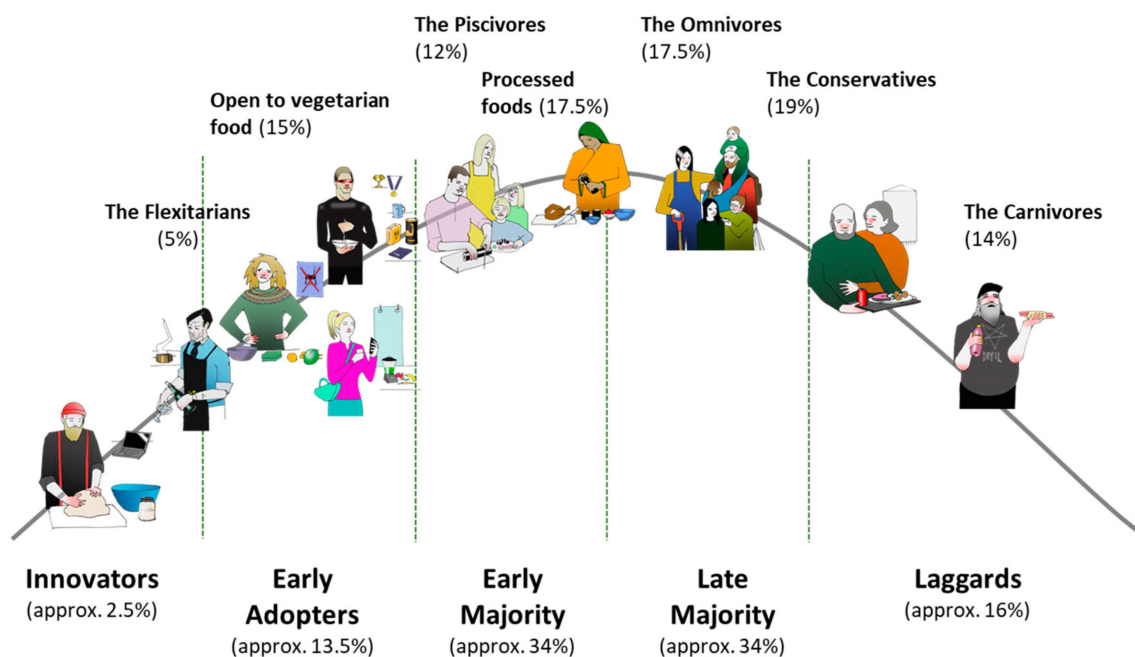 The Piscivores
(12%)
The Omnivores
(17.5%)
Processed
foods (17.5%)
The Conservatives
(19%)
Open to vegetarian
food (15%)
The Flexitarians
(5%)
The Carnivores
(14%)
DEVIL
Innovators
(approx. 2.5%)
Early
Adopters
(approx. 13.5%)
Early
Majority
(approx. 34%)
Late
Majority
(approx. 34%)
Laggards
(approx. 16%)